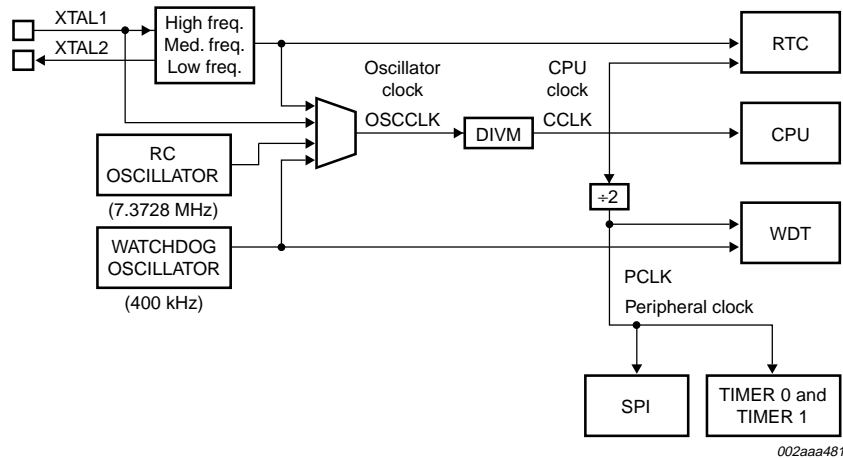 XTAL1
XTAL2
High freq.
Med. freq.
Low freq.
RTC
Oscillator
clock
OSCCLK
CPU
clock
CCLK
DIVM
CPU
RC
OSCILLATOR
(7.3728 MHz)
÷2
WDT
WATCHDOG
OSCILLATOR
(400 kHz)
PCLK
Peripheral clock
SPI
TIMER 0 and
TIMER 1
002aaa481